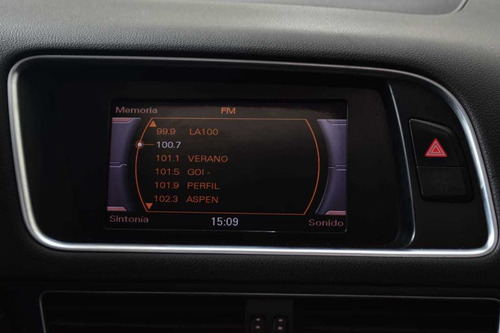 Memoria FM
99.9 LA100
100.7
101.1 VERANO
101.5 GOI -
101.9 PERFIL
102.3 ASPEN
Sintonía 15:09 Sonido